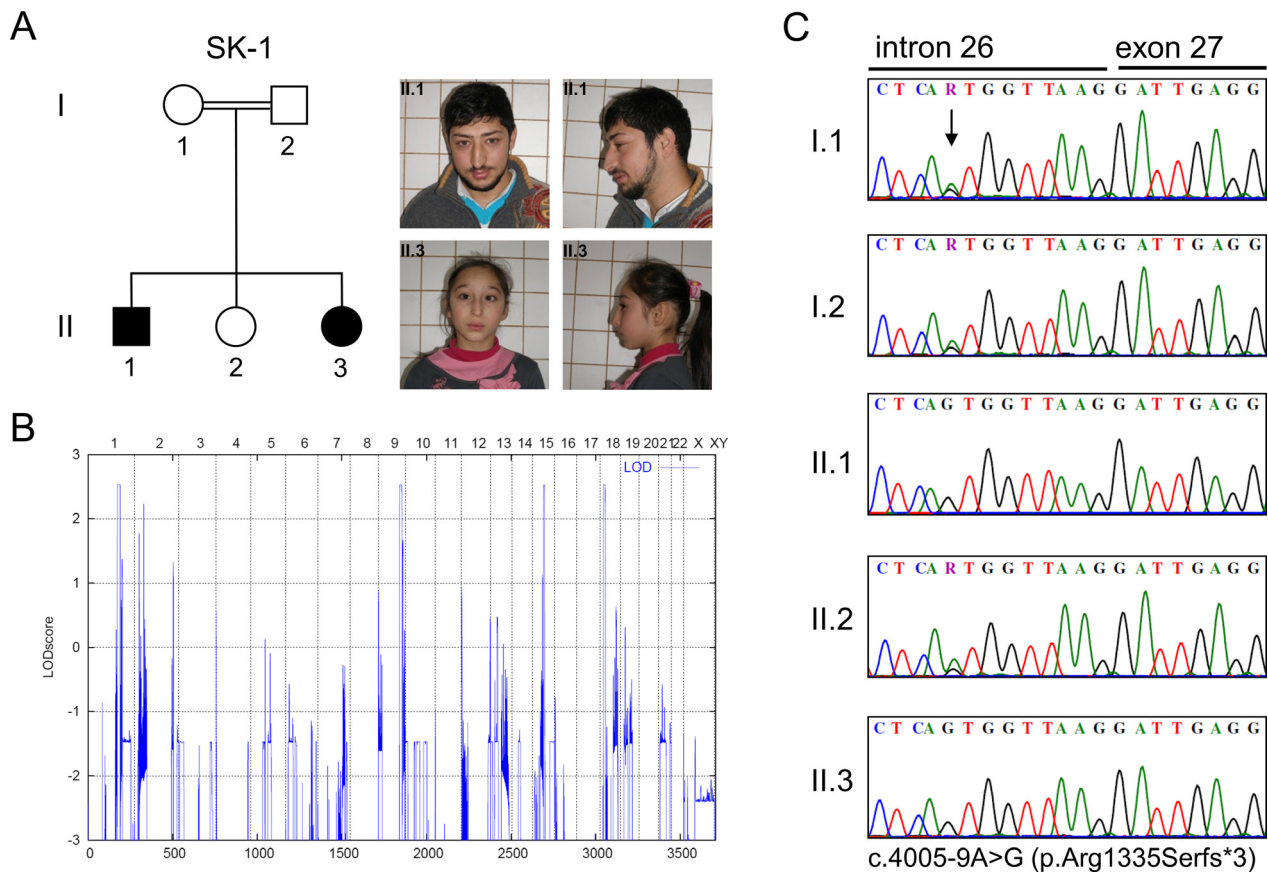 A
SK-1
I
1
2
II
1
2
3
II.1
II.1
II.3
II.3
B
1 2 3 4 5 6 7 8 9 10 11 12 13 14 15 16 17 18 19 20 21 22 X XY
LOD
LODscore
3
2
1
0
-1
-2
-3
0 500 1000 1500 2000 2500 3000 3500
C
intron 26 exon 27
I.1
C T C A R T G G T T A A G G A T T G A G G
I.2
C T C A R T G G T T A A G G A T T G A G G
II.1
C T C A G T G G T T A A G G A T T G A G G
II.2
C T C A R T G G T T A A G G A T T G A G G
II.3
C T C A G T G G T T A A G G A T T G A G G
c.4005-9A>G (p.Arg1335Serfs*3)